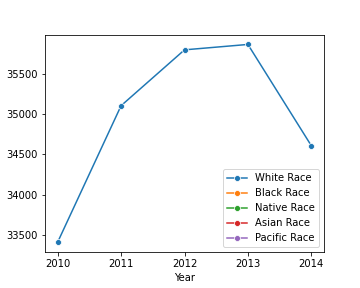 35500
35000
34500
34000
33500
White Race
Black Race
Native Race
Asian Race
Pacific Race
2010 2011 2012 2013 2014
Year